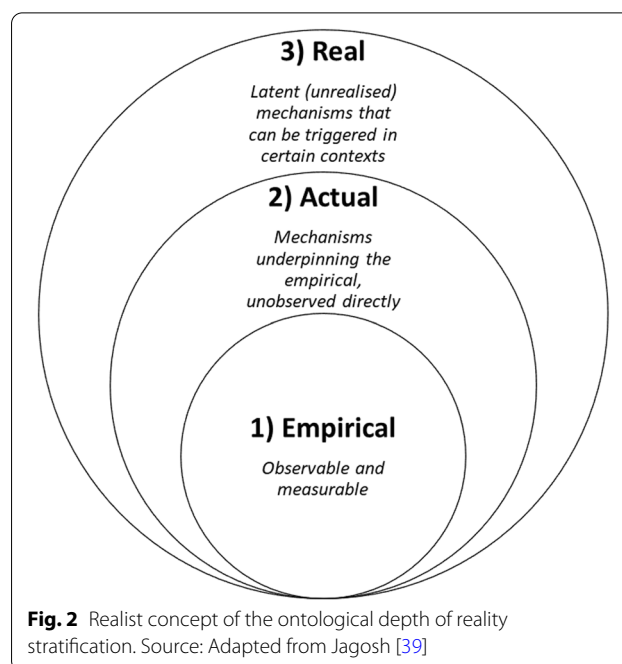 3) Real
Latent (unrealised)
mechanisms that
can be triggered in
certain contexts
2) Actual
Mechanisms
underpinning the
empirical,
unobserved directly
1) Empirical
Observable and
measurable
Fig. 2 Realist concept of the ontological depth of reality
stratification. Source: Adapted from Jagosh [39]